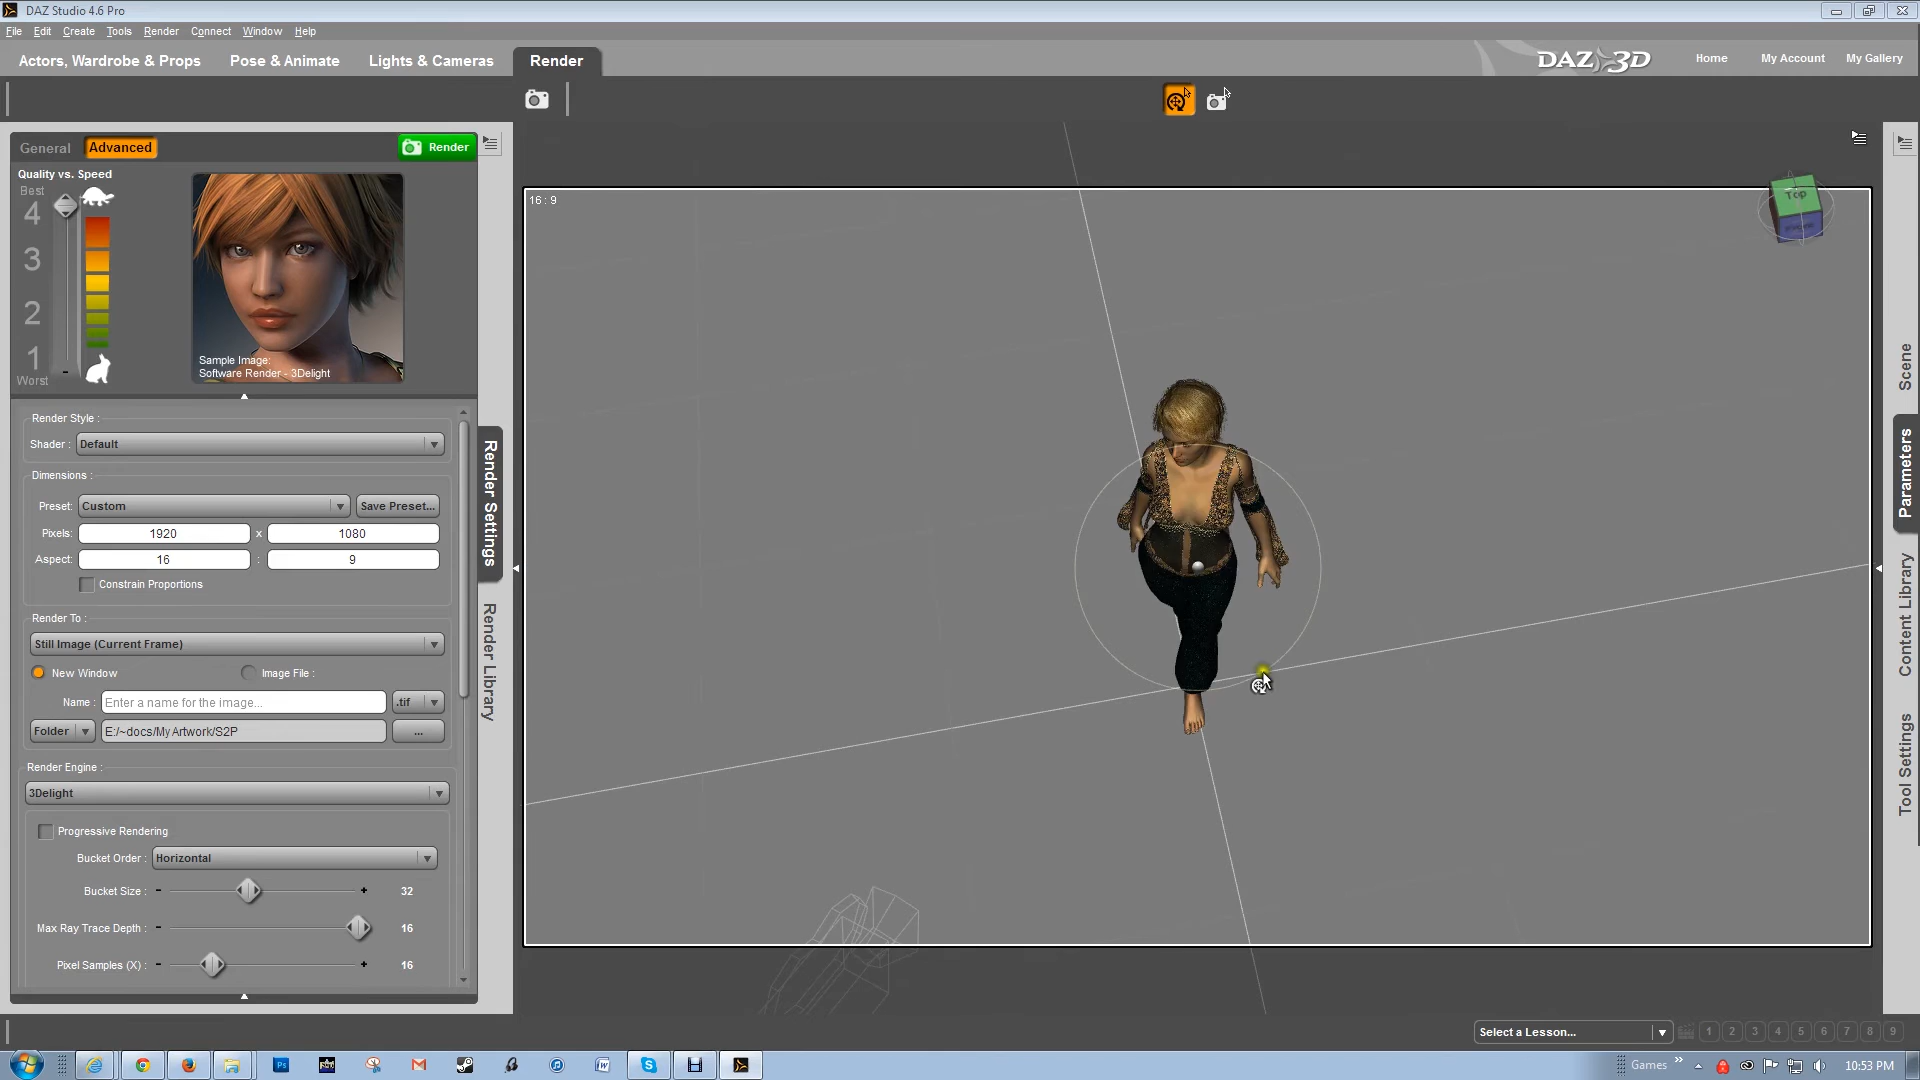 DAZ Studio 4.6 Pro
File Edit Create Tools Render Connect Window Help
Actors, Wardrobe & Props Pose & Animate Lights & Cameras Render
DAZ 3D Home My Account My Gallery
General Advanced Render
Quality vs. Speed
Best
4
3
2
1
Worst
Sample Image:
Software Render - 3Delight
Render Style :
Shader : Default
Dimensions :
Preset: Custom Save Preset...
Pixels: 1920 x 1080
Aspect: 16 : 9
Constrain Proportions
Render To :
Still Image (Current Frame)
New Window Image File :
Name : Enter a name for the image... .tif
Folder E:/~docs/My Artwork/S2P ...
Render Engine :
3Delight
Progressive Rendering
Bucket Order : Horizontal
Bucket Size : - + 32
Max Ray Trace Depth : - 16
Pixel Samples (X) : - + 16
Render Settings
Render Library
16 : 9
Top
Scene
Parameters
Content Library
Tool Settings
Select a Lesson... 1 2 3 4 5 6 7 8 9
Ps
Games » 10:53 PM